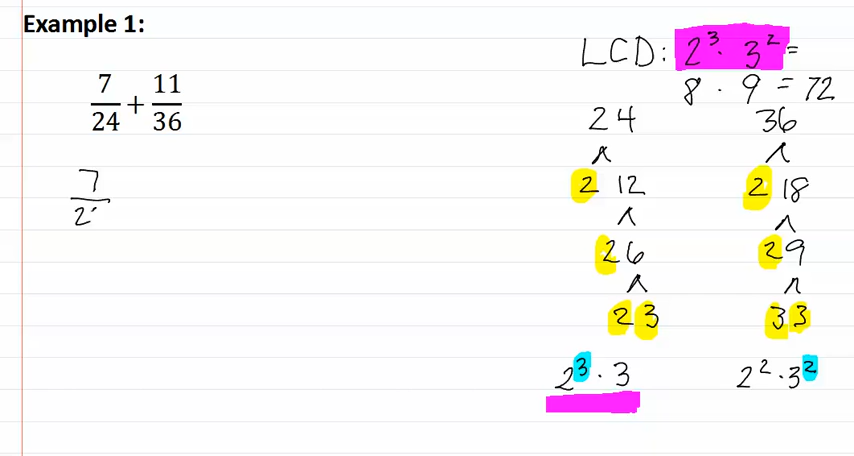 Example 1:
LCD: 2³ · 3² =
8 · 9 = 72
7/24 + 11/36
24 36
2 12 2 18
7
2 6 2 9
2 3 3 3
2³ · 3 2² · 3²